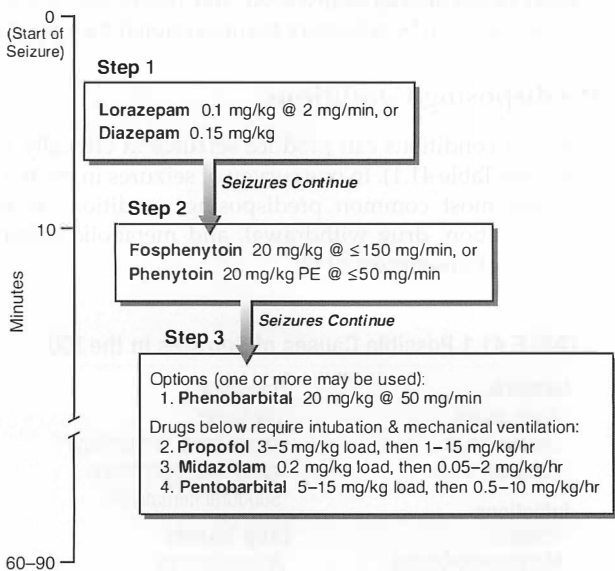 0
(Start of
Seizure)
Step 1
Lorazepam 0.1 mg/kg @ 2 mg/min, or
Diazepam 0.15 mg/kg
Seizures Continue
Step 2
10
Fosphenytoin 20 mg/kg @ ≤150 mg/min, or
Phenytoin 20 mg/kg PE @ ≤50 mg/min
Minutes
Seizures Continue
Step 3
Options (one or more may be used):
1. Phenobarbital 20 mg/kg @ 50 mg/min
Drugs below require intubation & mechanical ventilation:
2. Propofol 3–5 mg/kg load, then 1–15 mg/kg/hr
3. Midazolam 0.2 mg/kg load, then 0.05–2 mg/kg/hr
4. Pentobarbital 5–15 mg/kg load, then 0.5–10 mg/kg/hr
60–90